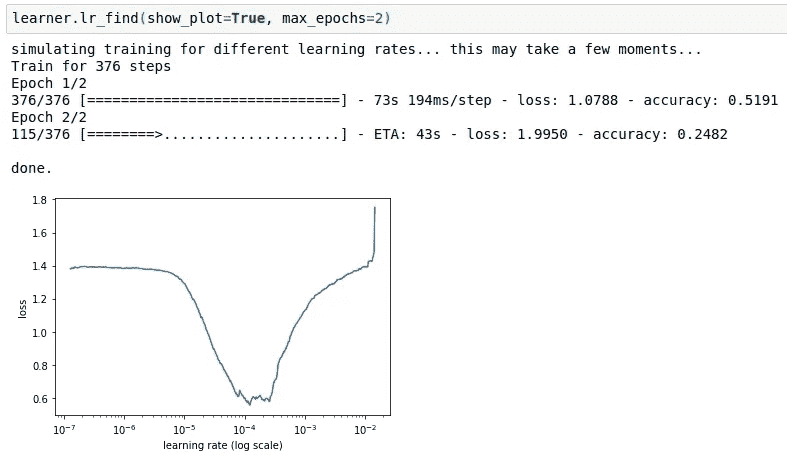 learner.lr_find(show_plot=True, max_epochs=2)
simulating training for different learning rates... this may take a few moments...
Train for 376 steps
Epoch 1/2
376/376 [==============================] - 73s 194ms/step - loss: 1.0788 - accuracy: 0.5191
Epoch 2/2
115/376 [========>.....................] - ETA: 43s - loss: 1.9950 - accuracy: 0.2482
done.
1.8
1.6
1.4
1.2
1.0
0.8
0.6
loss
10⁻⁷ 10⁻⁶ 10⁻⁵ 10⁻⁴ 10⁻³ 10⁻²
learning rate (log scale)